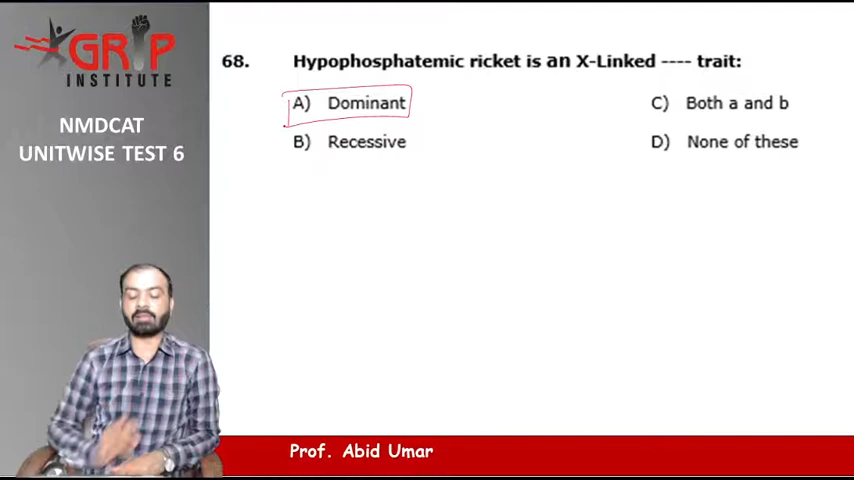 GRIP
INSTITUTE
NMDCAT
UNITWISE TEST 6
68. Hypophosphatemic ricket is an X-Linked ---- trait:
A) Dominant
B) Recessive
C) Both a and b
D) None of these
Prof. Abid Umar